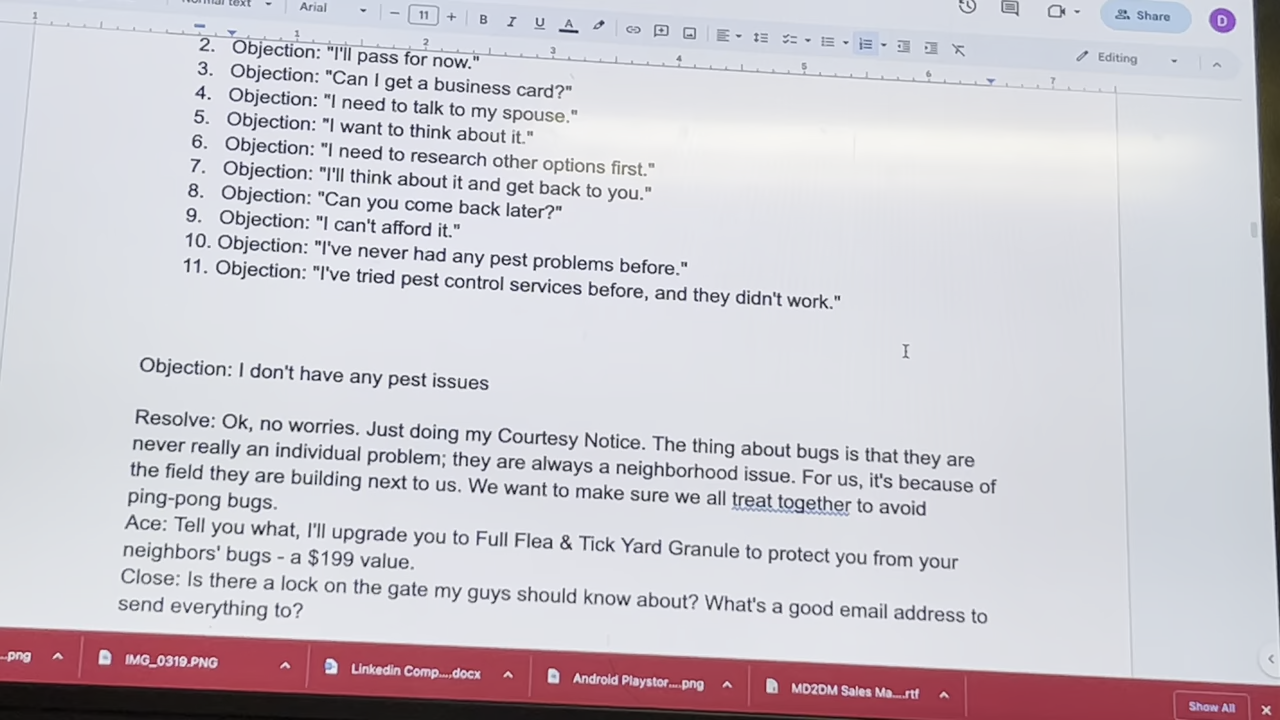 Normal text
Arial
11
B
I
U
A
Share
D
1
1
2
3
4
5
6
7
Editing
2. Objection: "I'll pass for now."
3. Objection: "Can I get a business card?"
4. Objection: "I need to talk to my spouse."
5. Objection: "I want to think about it."
6. Objection: "I need to research other options first."
7. Objection: "I'll think about it and get back to you."
8. Objection: "Can you come back later?"
9. Objection: "I can't afford it."
10. Objection: "I've never had any pest problems before."
11. Objection: "I've tried pest control services before, and they didn't work."
Objection: I don't have any pest issues
Resolve: Ok, no worries. Just doing my Courtesy Notice. The thing about bugs is that they are
never really an individual problem; they are always a neighborhood issue. For us, it's because of
the field they are building next to us. We want to make sure we all treat together to avoid
ping-pong bugs.
Ace: Tell you what, I'll upgrade you to Full Flea & Tick Yard Granule to protect you from your
neighbors' bugs - a $199 value.
Close: Is there a lock on the gate my guys should know about? What's a good email address to
send everything to?
...png
IMG_0319.PNG
Linkedin Comp....docx
Android Playstor....png
MD2DM Sales Ma....rtf
Show All